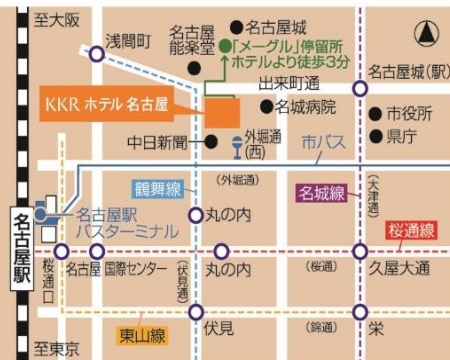 至大阪
浅間町
名古屋
能楽堂
名古屋城
「メーグル」停留所
ホテルより徒歩3分
出来町通
名古屋城(駅)
KKR ホテル 名古屋
名城病院
市役所
県庁
中日新聞
外堀通
(西)
市バス
(外堀通)
鶴舞線
名城線
(大津通)
名古屋駅
バスターミナル
丸の内
桜通線
名古屋駅
桜通口
名古屋
国際センター
(伏見通)
丸の内
(桜通)
久屋大通
東山線
伏見
(錦通)
栄
至東京